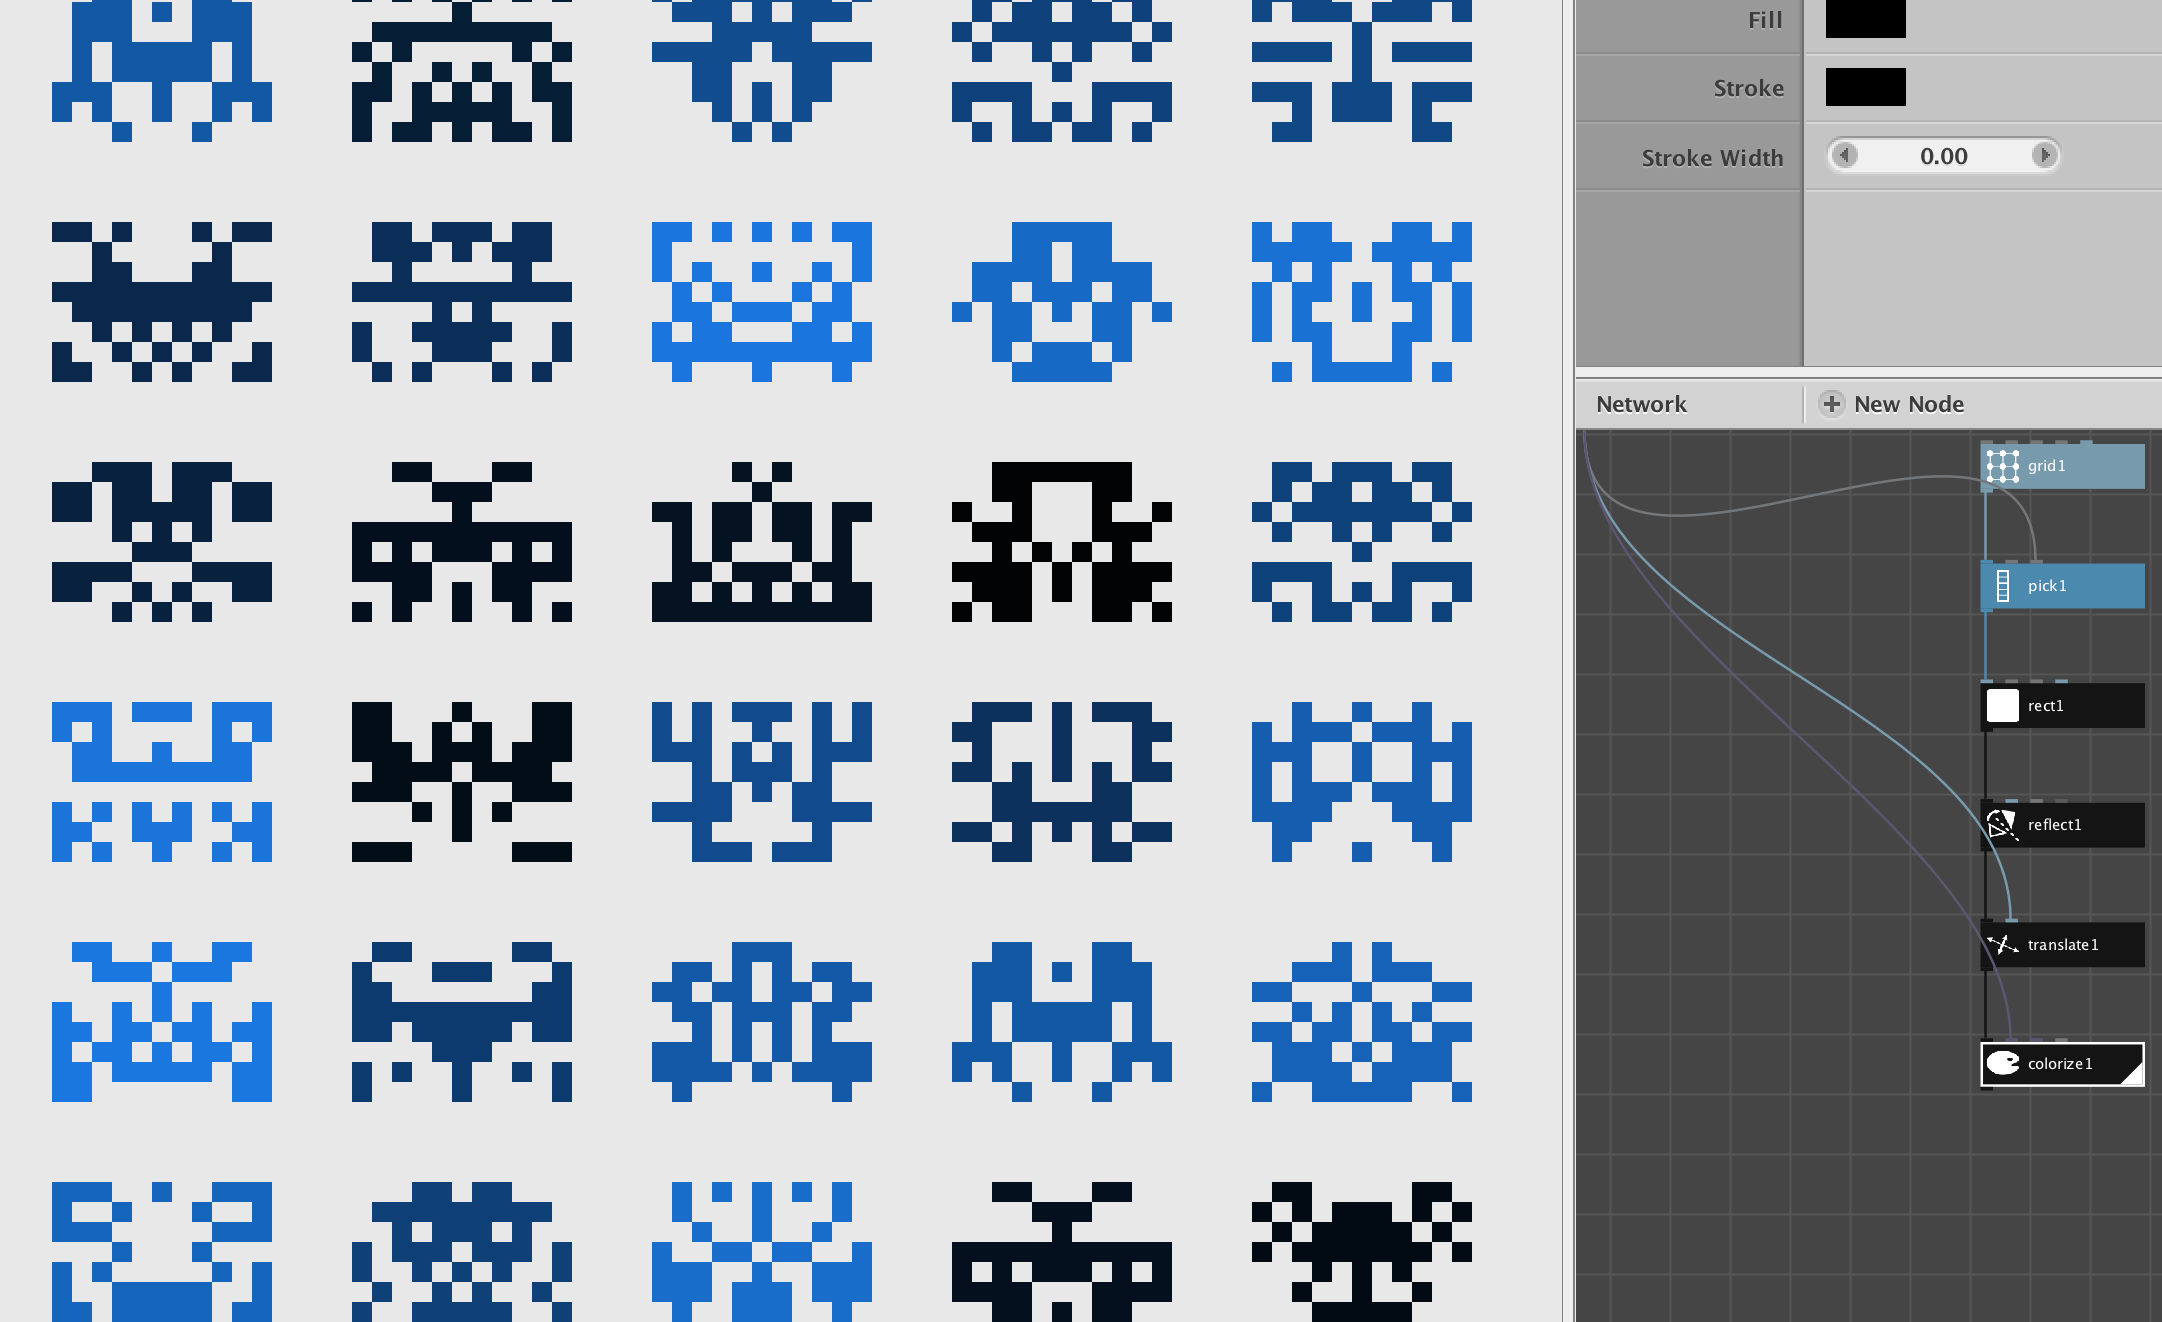 Fill
Stroke
Stroke Width
0.00
Network
New Node
grid1
pick1
rect1
reflect1
translate1
colorize1